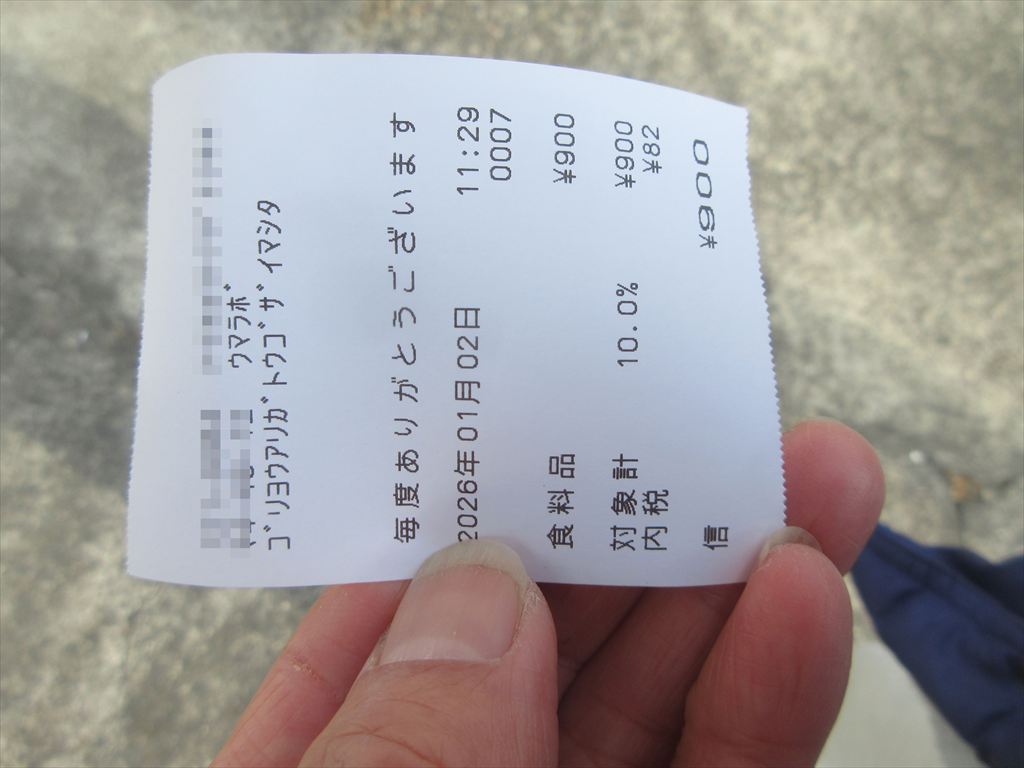 ウマラボ
ゴリヨウアリガトウゴザイマシタ
毎度ありがとうございます
2026年01月02日 11:29
0007
食料品 ¥900
対象計 10.0% ¥900
内税 ¥82
信 ¥900